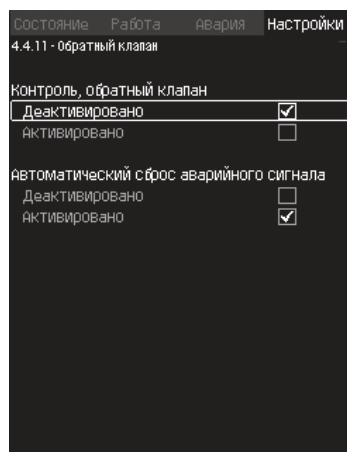 Состояние Работа Авария Настройки
4.4.11 - Обратный клапан
Контроль, обратный клапан
Деактивировано
Активировано
Автоматический сброс аварийного сигнала
Деактивировано
Активировано